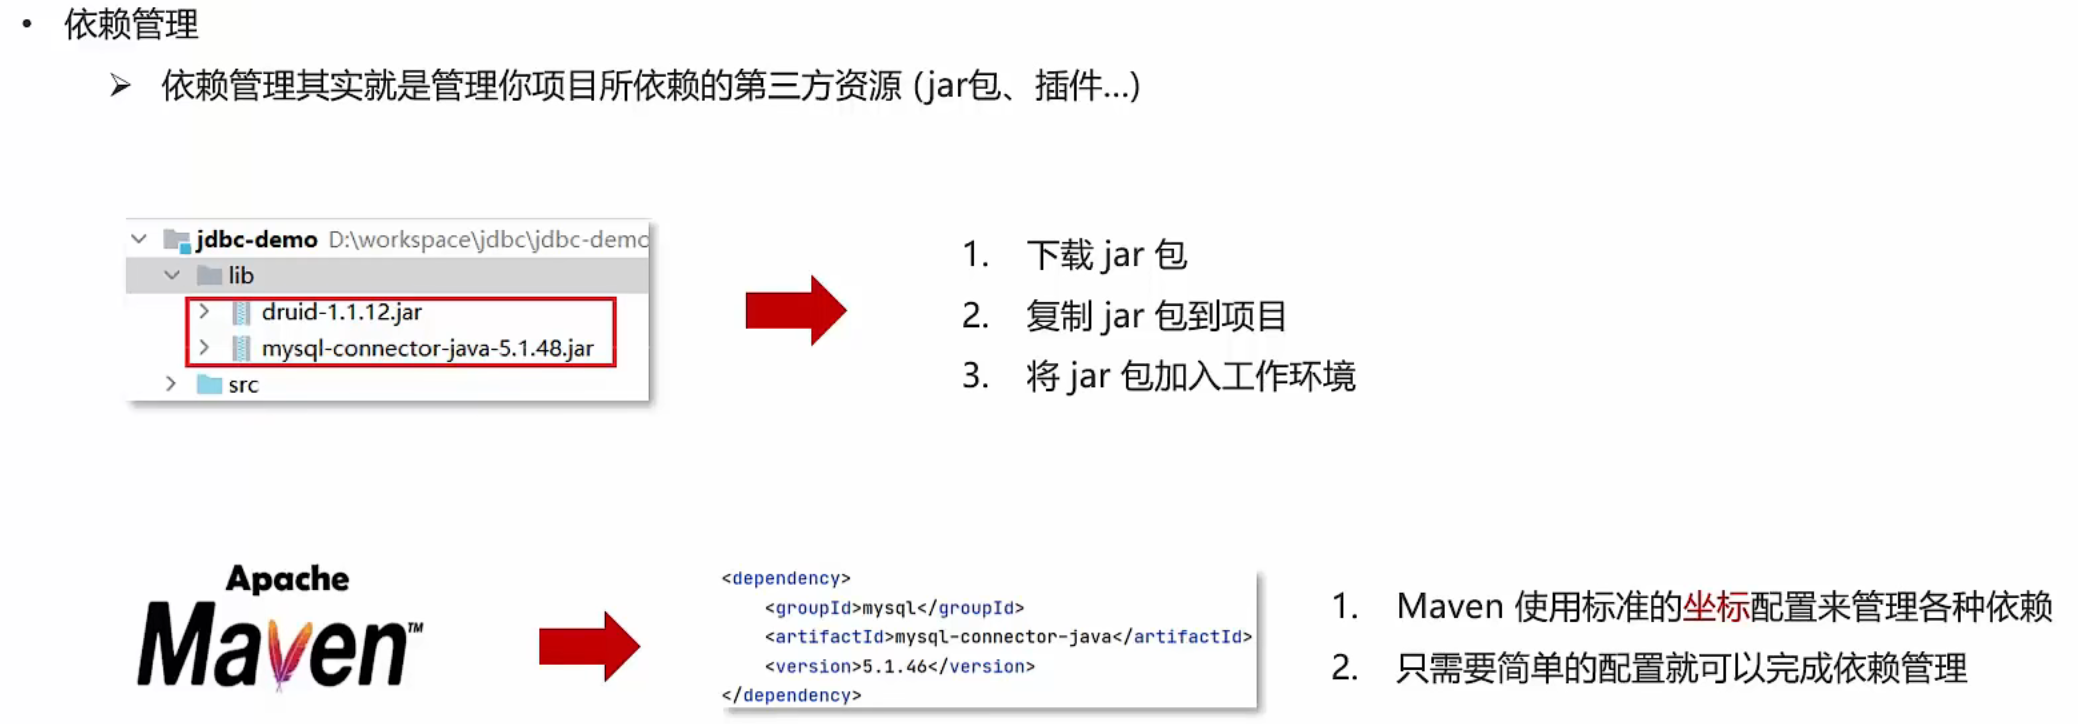 • 依赖管理
➢ 依赖管理其实就是管理你项目所依赖的第三方资源 (jar包、插件...)
jdbc-demo D:\workspace\jdbc\jdbc-demo
lib
druid-1.1.12.jar
mysql-connector-java-5.1.48.jar
src
1. 下载 jar 包
2. 复制 jar 包到项目
3. 将 jar 包加入工作环境
Apache
Maven™
<dependency>
<groupId>mysql</groupId>
<artifactId>mysql-connector-java</artifactId>
<version>5.1.46</version>
</dependency>
1. Maven 使用标准的坐标配置来管理各种依赖
2. 只需要简单的配置就可以完成依赖管理